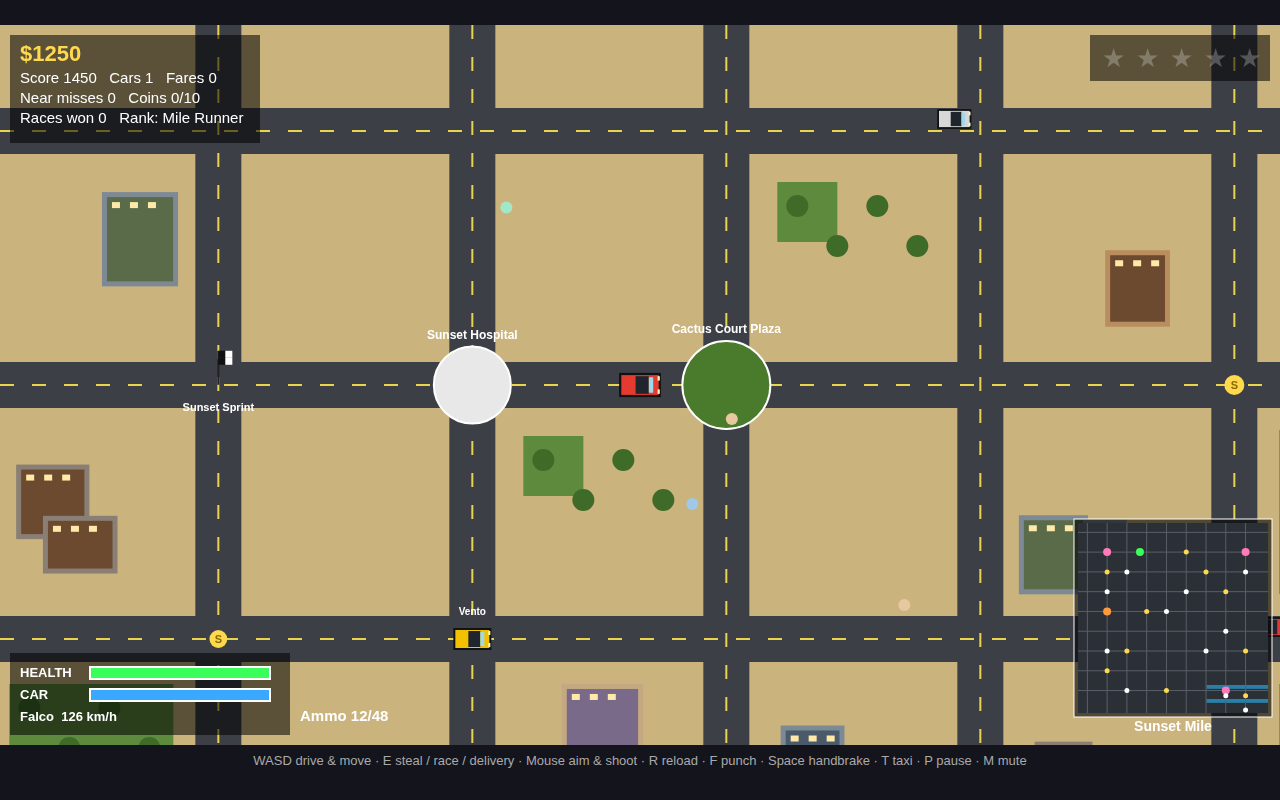 $1250
Score 1450 Cars 1 Fares 0
Near misses 0 Coins 0/10
Races won 0 Rank: Mile Runner
★ ★ ★ ★ ★
Sunset Hospital
Cactus Court Plaza
Sunset Sprint
S
Vento
S
HEALTH
CAR
Falco 126 km/h
Ammo 12/48
Sunset Mile
WASD drive & move · E steal / race / delivery · Mouse aim & shoot · R reload · F punch · Space handbrake · T taxi · P pause · M mute